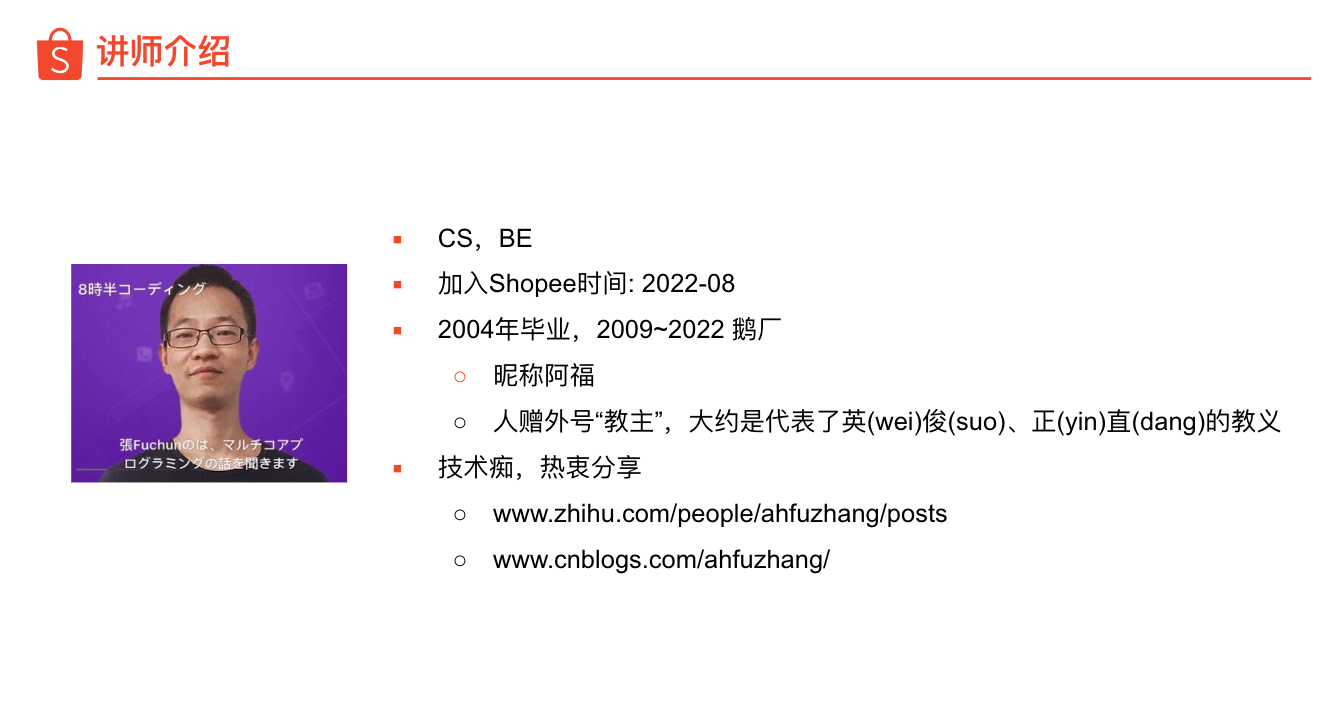 讲师介绍
CS，BE
加入Shopee时间: 2022-08
2004年毕业，2009~2022 鹅厂
昵称阿福
人赠外号“教主”，大约是代表了英(wei)俊(suo)、正(yin)直(dang)的教义
技术痴，热衷分享
www.zhihu.com/people/ahfuzhang/posts
www.cnblogs.com/ahfuzhang/
8時半コーディング
張Fuchunのは、マルチコアプ
ログラミングの話を聞きます